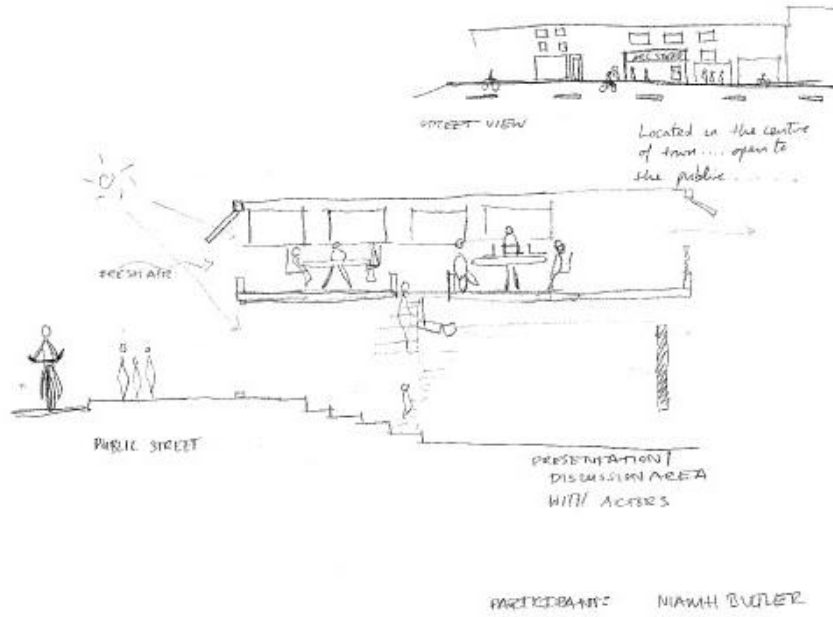 STREET VIEW
Located in the centre
of town.... open to
the public......
FRESH AIR
PUBLIC STREET
PRESENTATION/
DISCUSSION AREA
WITH ACTORS
PARTICIPANT: NIAMH BUTLER